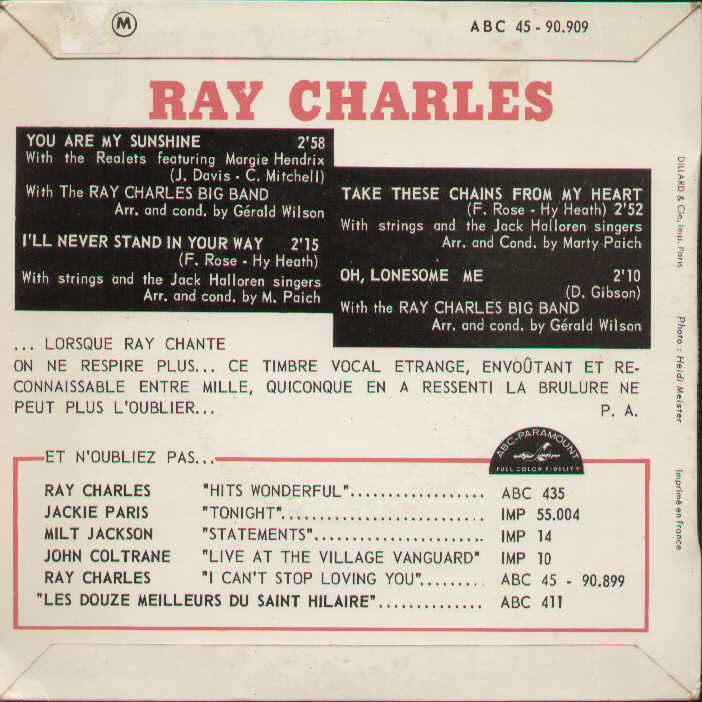 M
ABC 45 - 90.909
RAY CHARLES
YOU ARE MY SUNSHINE 2'58
With the Realets featuring Margie Hendrix
(J. Davis - C. Mitchell)
With The RAY CHARLES BIG BAND
Arr. and cond. by Gérald Wilson
I'LL NEVER STAND IN YOUR WAY 2'15
(F. Rose - Hy Heath)
With strings and the Jack Halloren singers
Arr. and cond. by M. Paich
TAKE THESE CHAINS FROM MY HEART
(F. Rose - Hy Heath) 2'52
With strings and the Jack Halloren singers
Arr. and Cond. by Marty Paich
OH, LONESOME ME 2'10
(D. Gibson)
With the RAY CHARLES BIG BAND
Arr. and cond. by Gérald Wilson
... LORSQUE RAY CHANTE
ON NE RESPIRE PLUS... CE TIMBRE VOCAL ETRANGE, ENVOÛTANT ET RE-
CONNAISSABLE ENTRE MILLE, QUICONQUE EN A RESSENTI LA BRULURE NE
PEUT PLUS L'OUBLIER... P. A.
ET N'OUBLIEZ PAS...
ABC-PARAMOUNT
FULL COLOR FIDELITY
RAY CHARLES "HITS WONDERFUL"................. ABC 435
JACKIE PARIS "TONIGHT"......................... IMP 55.004
MILT JACKSON "STATEMENTS"..................... IMP 14
JOHN COLTRANE "LIVE AT THE VILLAGE VANGUARD" IMP 10
RAY CHARLES "I CAN'T STOP LOVING YOU"........ ABC 45 - 90.899
"LES DOUZE MEILLEURS DU SAINT HILAIRE"............. ABC 411
DILLARD & Cie, Imp. Paris
Photo : Heidi Meister
Imprimé en France